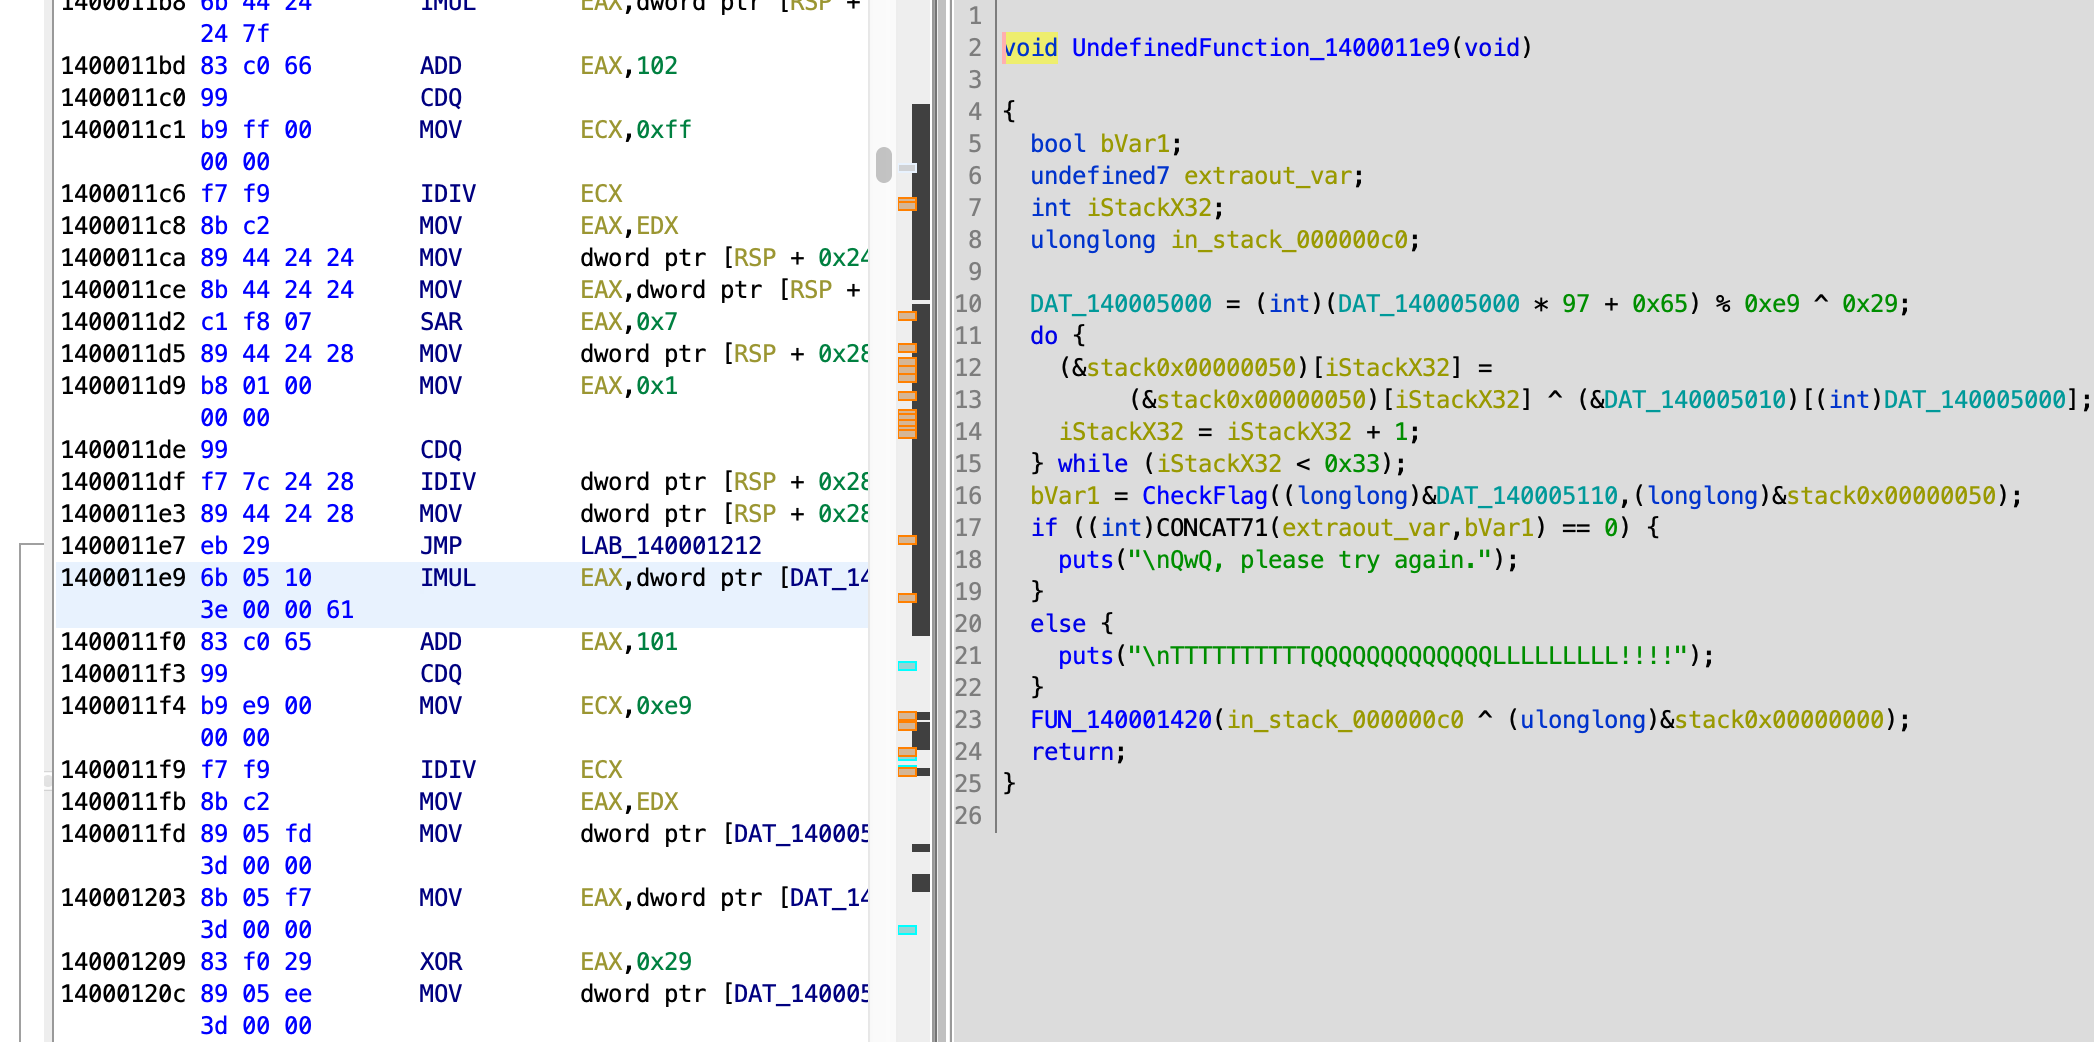 1400011b8 6b 44 24 IMUL EAX,dword ptr [RSP +
24 7f
1400011bd 83 c0 66 ADD EAX,102
1400011c0 99 CDQ
1400011c1 b9 ff 00 MOV ECX,0xff
00 00
1400011c6 f7 f9 IDIV ECX
1400011c8 8b c2 MOV EAX,EDX
1400011ca 89 44 24 24 MOV dword ptr [RSP + 0x24
1400011ce 8b 44 24 24 MOV EAX,dword ptr [RSP +
1400011d2 c1 f8 07 SAR EAX,0x7
1400011d5 89 44 24 28 MOV dword ptr [RSP + 0x28
1400011d9 b8 01 00 MOV EAX,0x1
00 00
1400011de 99 CDQ
1400011df f7 7c 24 28 IDIV dword ptr [RSP + 0x28
1400011e3 89 44 24 28 MOV dword ptr [RSP + 0x28
1400011e7 eb 29 JMP LAB_140001212
1400011e9 6b 05 10 IMUL EAX,dword ptr [DAT_14
3e 00 00 61
1400011f0 83 c0 65 ADD EAX,101
1400011f3 99 CDQ
1400011f4 b9 e9 00 MOV ECX,0xe9
00 00
1400011f9 f7 f9 IDIV ECX
1400011fb 8b c2 MOV EAX,EDX
1400011fd 89 05 fd MOV dword ptr [DAT_140005
3d 00 00
140001203 8b 05 f7 MOV EAX,dword ptr [DAT_14
3d 00 00
140001209 83 f0 29 XOR EAX,0x29
14000120c 89 05 ee MOV dword ptr [DAT_140005
3d 00 00
1
2 void UndefinedFunction_1400011e9(void)
3
4 {
5 bool bVar1;
6 undefined7 extraout_var;
7 int iStackX32;
8 ulonglong in_stack_000000c0;
9
10 DAT_140005000 = (int)(DAT_140005000 * 97 + 0x65) % 0xe9 ^ 0x29;
11 do {
12 (&stack0x00000050)[iStackX32] =
13 (&stack0x00000050)[iStackX32] ^ (&DAT_140005010)[(int)DAT_140005000];
14 iStackX32 = iStackX32 + 1;
15 } while (iStackX32 < 0x33);
16 bVar1 = CheckFlag((longlong)&DAT_140005110,(longlong)&stack0x00000050);
17 if ((int)CONCAT71(extraout_var,bVar1) == 0) {
18 puts("\nQwQ, please try again.");
19 }
20 else {
21 puts("\nTTTTTTTTTTQQQQQQQQQQQQQLLLLLLLLL!!!!");
22 }
23 FUN_140001420(in_stack_000000c0 ^ (ulonglong)&stack0x00000000);
24 return;
25 }
26